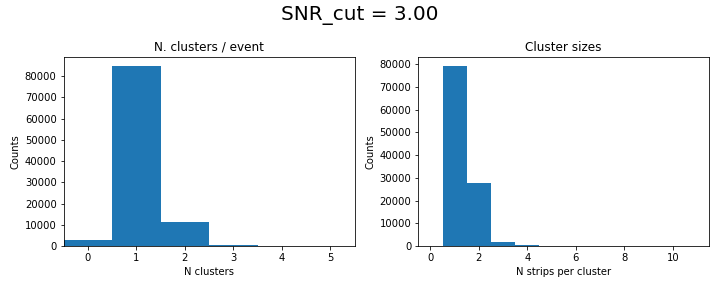 SNR_cut = 3.00
N. clusters / event
Counts
80000
70000
60000
50000
40000
30000
20000
10000
0
0 1 2 3 4 5
N clusters
Cluster sizes
Counts
80000
70000
60000
50000
40000
30000
20000
10000
0
0 2 4 6 8 10
N strips per cluster